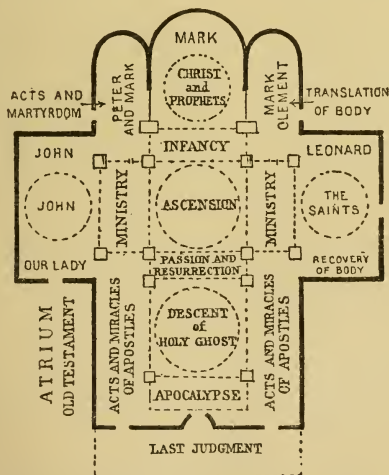 MARK
CHRIST
and
PROPHETS
ACTS AND
MARTYRDOM
PETER
AND MARK
MARK
CLEMENT
TRANSLATION
OF BODY
INFANCY
JOHN
LEONARD
JOHN
MINISTRY
ASCENSION
MINISTRY
THE
SAINTS
OUR LADY
PASSION AND
RESURRECTION
RECOVERY
OF BODY
ATRIUM
OLD TESTAMENT
ACTS AND MIRACLES
OF APOSTLES
DESCENT
of
HOLY GHOST
ACTS AND MIRACLES
OF APOSTLES
APOCALYPSE
LAST JUDGMENT